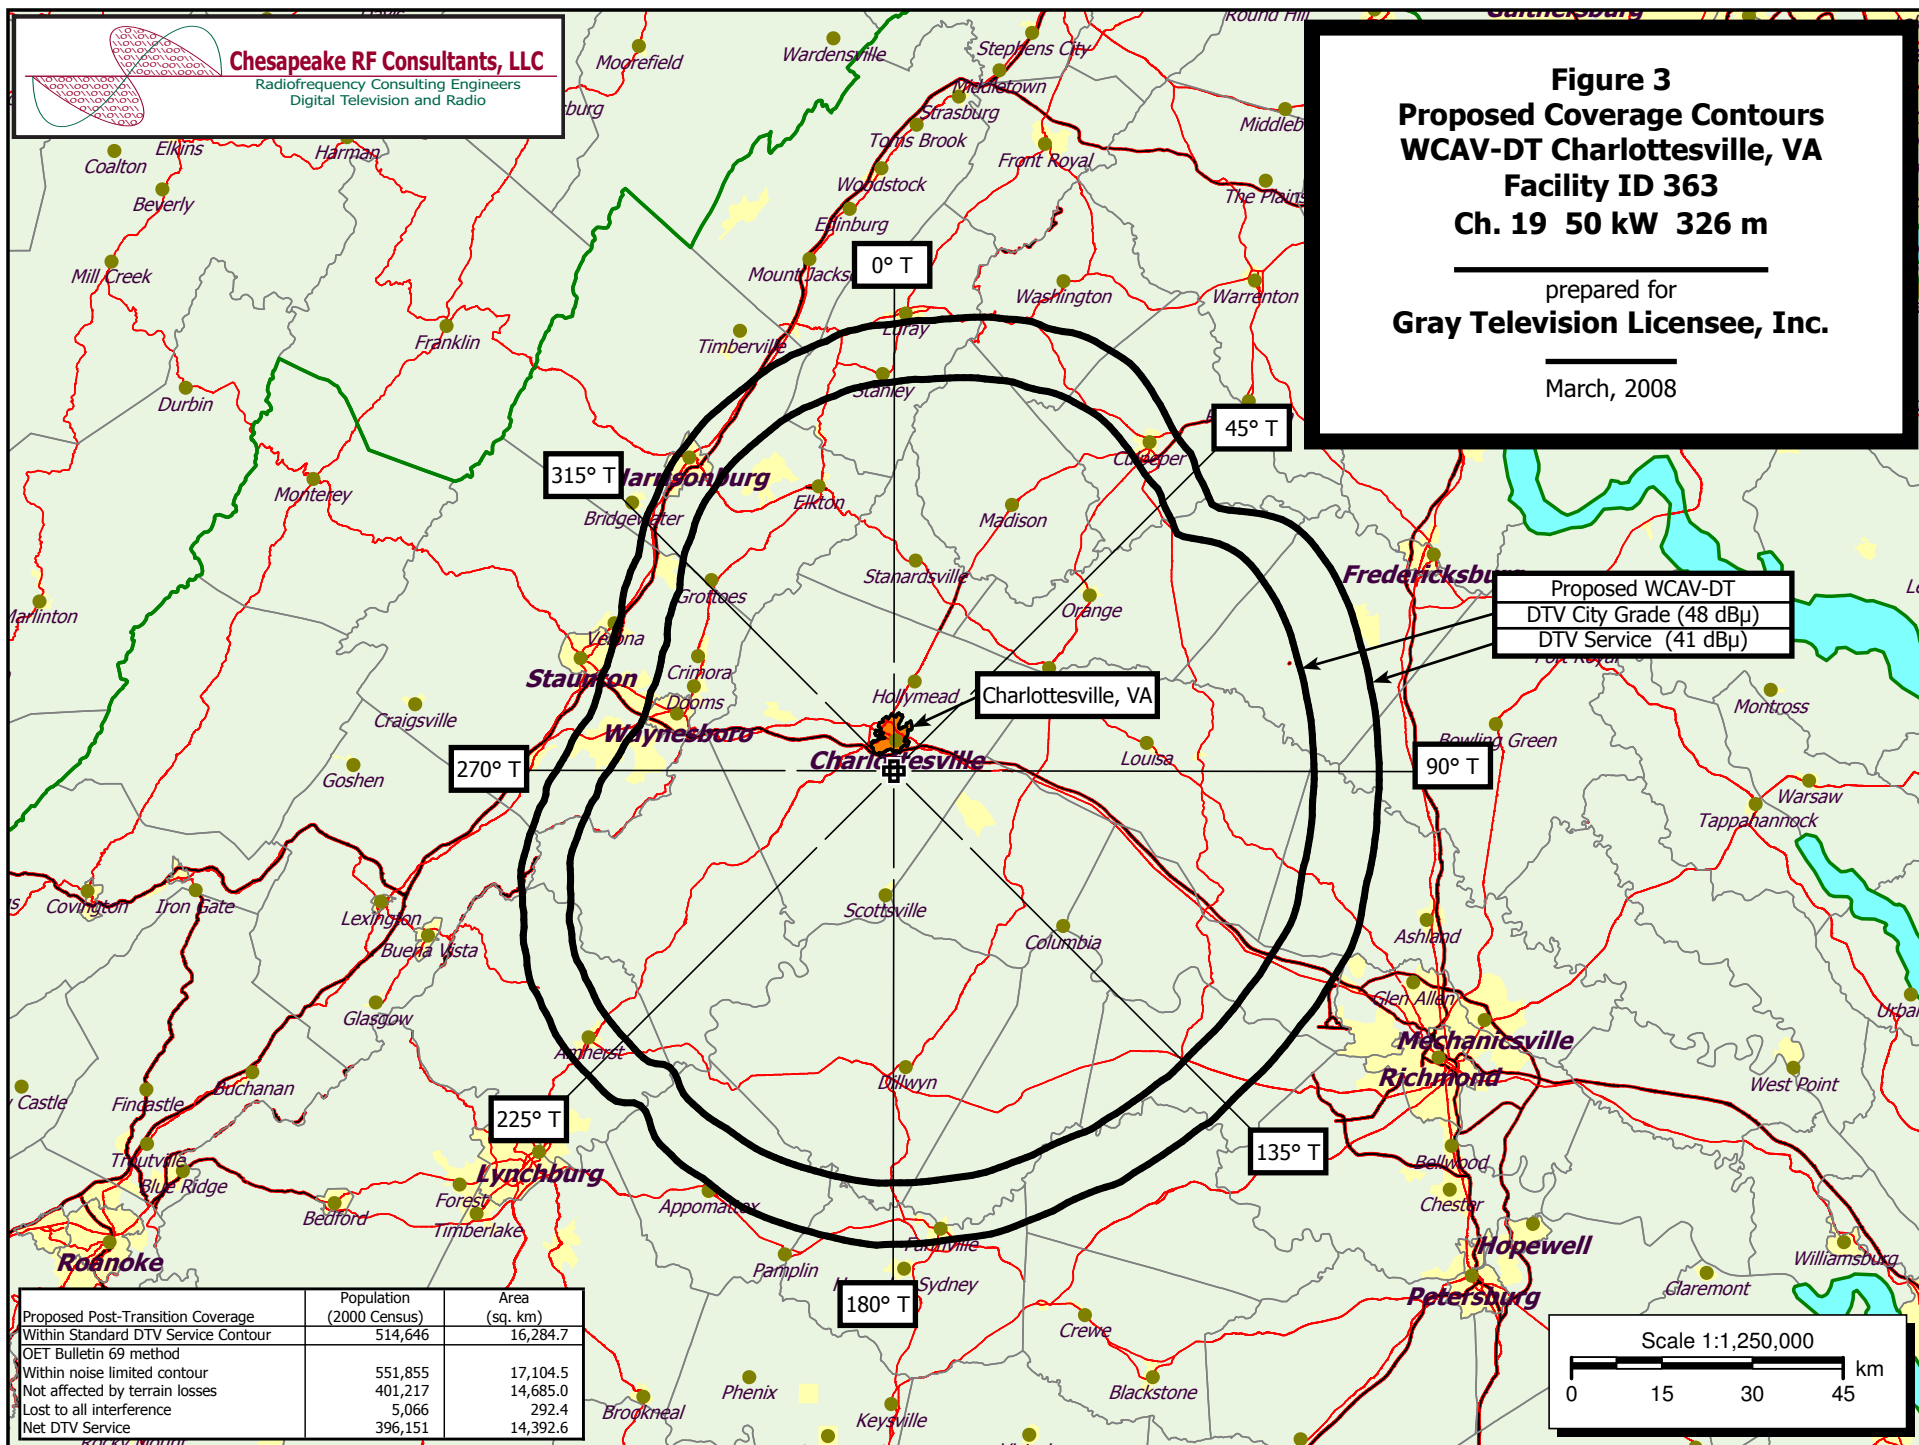 Chesapeake RF Consultants, LLC
Radiofrequency Consulting Engineers
Digital Television and Radio
Figure 3
Proposed Coverage Contours
WCAV-DT Charlottesville, VA
Facility ID 363
Ch. 19 50 kW 326 m
prepared for
Gray Television Licensee, Inc.
March, 2008
Round Hill
Gaithersburg
Moorefield
Wardensville
Stephens City
Middletown
Strasburg
Toms Brook
Middleb
Front Royal
Woodstock
The Plains
Edinburg
Elkins
Coalton
Harman
Beverly
Mill Creek
0° T
Mount Jacks
Washington
Warrenton
Franklin
Timberville
Luray
Stanley
Durbin
45° T
Culpeper
315° T
Harrisonburg
Monterey
Bridgewater
Elkton
Madison
Stanardsville
Fredericksburg
Grottoes
Orange
Marlinton
Proposed WCAV-DT
DTV City Grade (48 dBµ)
DTV Service (41 dBµ)
Port Royal
Verona
Crimora
Staunton
Dooms
Hollymead
Charlottesville, VA
Montross
Craigsville
Waynesboro
Bowling Green
Charlottesville
Louisa
270° T
90° T
Goshen
Warsaw
Tappahannock
Covington
Iron Gate
Lexington
Scottsville
Buena Vista
Columbia
Ashland
Glen Allen
Glasgow
Mechanicsville
Amherst
Dillwyn
Richmond
West Point
Castle
Fincastle
Buchanan
225° T
135° T
Bellwood
Troutville
Blue Ridge
Lynchburg
Forest
Appomattox
Chester
Bedford
Timberlake
Farmville
Hopewell
Williamsburg
Roanoke
Pamplin
Sydney
Claremont
180° T
Petersburg
Crewe
Phenix
Blackstone
Brookneal
Keysville
Rocky Mount
Proposed Post-Transition Coverage Population (2000 Census) Area (sq. km)
Within Standard DTV Service Contour 514,646 16,284.7
OET Bulletin 69 method
Within noise limited contour 551,855 17,104.5
Not affected by terrain losses 401,217 14,685.0
Lost to all interference 5,066 292.4
Net DTV Service 396,151 14,392.6
Scale 1:1,250,000
km
0 15 30 45